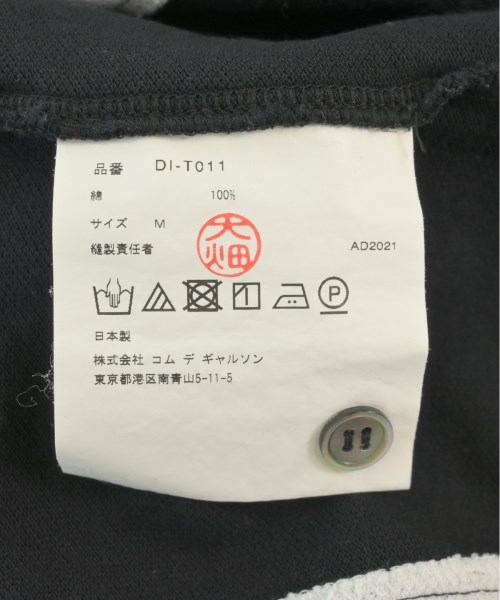 品番 DI-T011
綿 100%
サイズ M
大畑
縫製責任者 AD2021
P
日本製
株式会社 コム デ ギャルソン
東京都港区南青山5-11-5